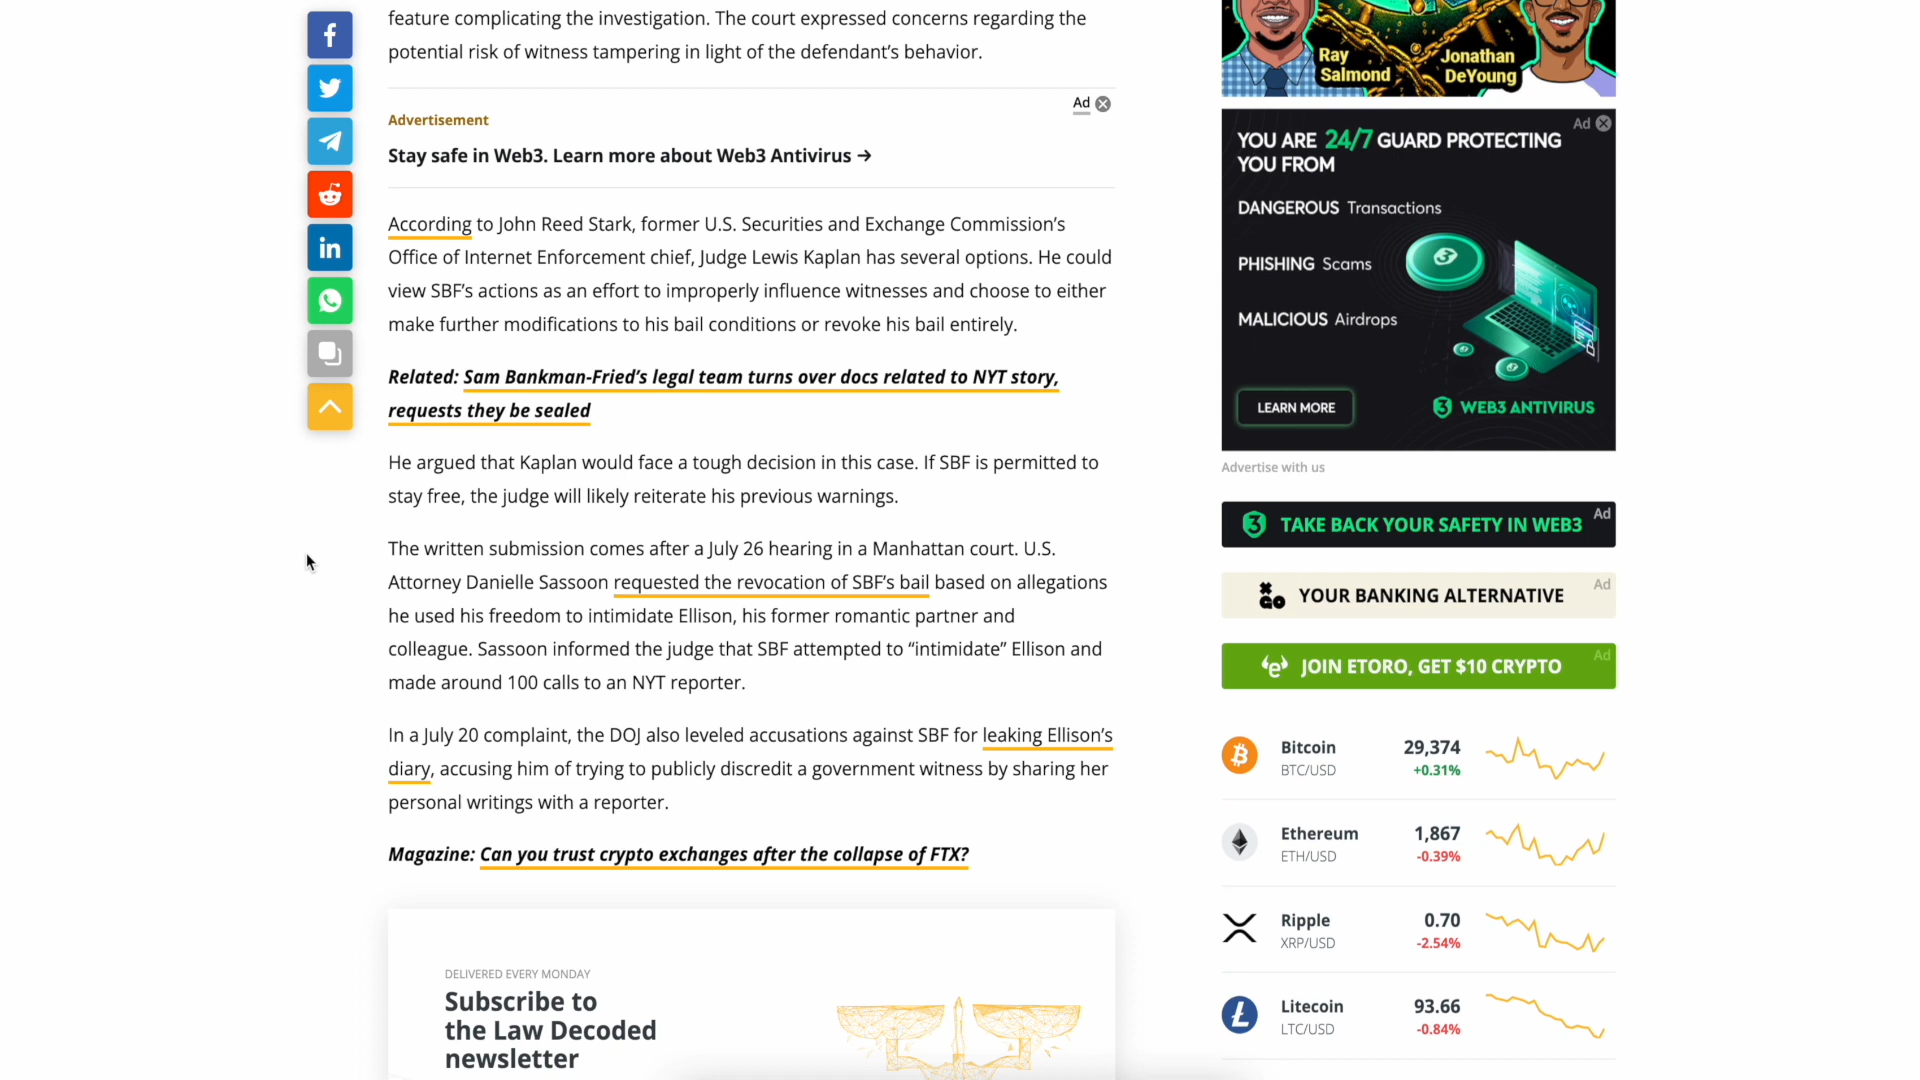 feature complicating the investigation. The court expressed concerns regarding the
potential risk of witness tampering in light of the defendant’s behavior.
Ad
Advertisement
Stay safe in Web3. Learn more about Web3 Antivirus →
According to John Reed Stark, former U.S. Securities and Exchange Commission’s
Office of Internet Enforcement chief, Judge Lewis Kaplan has several options. He could
view SBF’s actions as an effort to improperly influence witnesses and choose to either
make further modifications to his bail conditions or revoke his bail entirely.
Related: Sam Bankman-Fried’s legal team turns over docs related to NYT story,
requests they be sealed
He argued that Kaplan would face a tough decision in this case. If SBF is permitted to
stay free, the judge will likely reiterate his previous warnings.
The written submission comes after a July 26 hearing in a Manhattan court. U.S.
Attorney Danielle Sassoon requested the revocation of SBF’s bail based on allegations
he used his freedom to intimidate Ellison, his former romantic partner and
colleague. Sassoon informed the judge that SBF attempted to “intimidate” Ellison and
made around 100 calls to an NYT reporter.
In a July 20 complaint, the DOJ also leveled accusations against SBF for leaking Ellison’s
diary, accusing him of trying to publicly discredit a government witness by sharing her
personal writings with a reporter.
Magazine: Can you trust crypto exchanges after the collapse of FTX?
DELIVERED EVERY MONDAY
Subscribe to
the Law Decoded
newsletter
Ray
Salmond
Jonathan
DeYoung
Ad
YOU ARE 24/7 GUARD PROTECTING
YOU FROM
DANGEROUS Transactions
PHISHING Scams
MALICIOUS Airdrops
LEARN MORE
WEB3 ANTIVIRUS
Advertise with us
TAKE BACK YOUR SAFETY IN WEB3
Ad
YOUR BANKING ALTERNATIVE
Ad
JOIN ETORO, GET $10 CRYPTO
Ad
Bitcoin 29,374
BTC/USD +0.31%
Ethereum 1,867
ETH/USD -0.39%
Ripple 0.70
XRP/USD -2.54%
Litecoin 93.66
LTC/USD -0.84%